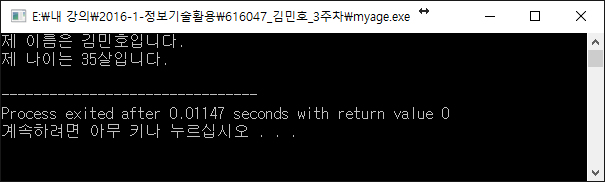 E:\내 강의\2016-1-정보기술활용\616047_김민호_3주차\myage.exe
제 이름은 김민호입니다.
제 나이는 35살입니다.
--------------------------------
Process exited after 0.01147 seconds with return value 0
계속하려면 아무 키나 누르십시오 . . .